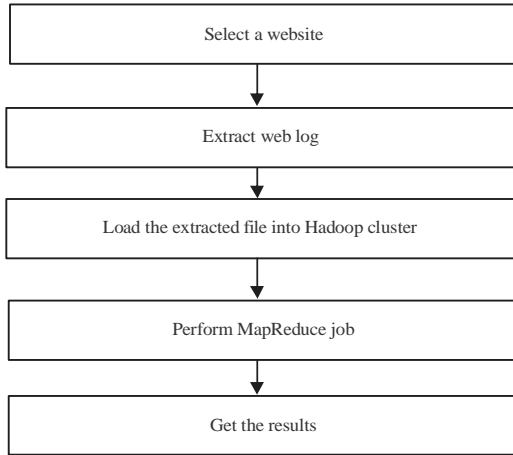 Select a website
Extract web log
Load the extracted file into Hadoop cluster
Perform MapReduce job
Get the results